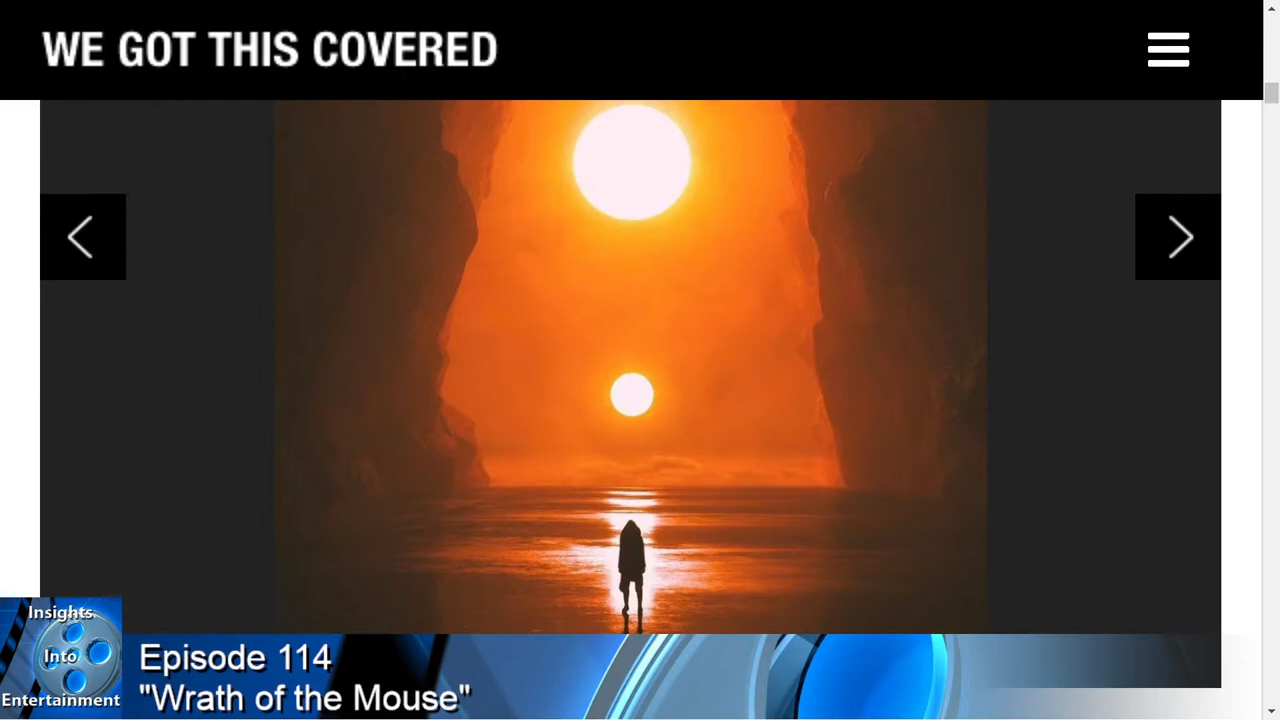 WE GOT THIS COVERED
Insights
Into
Entertainment
Episode 114
"Wrath of the Mouse"